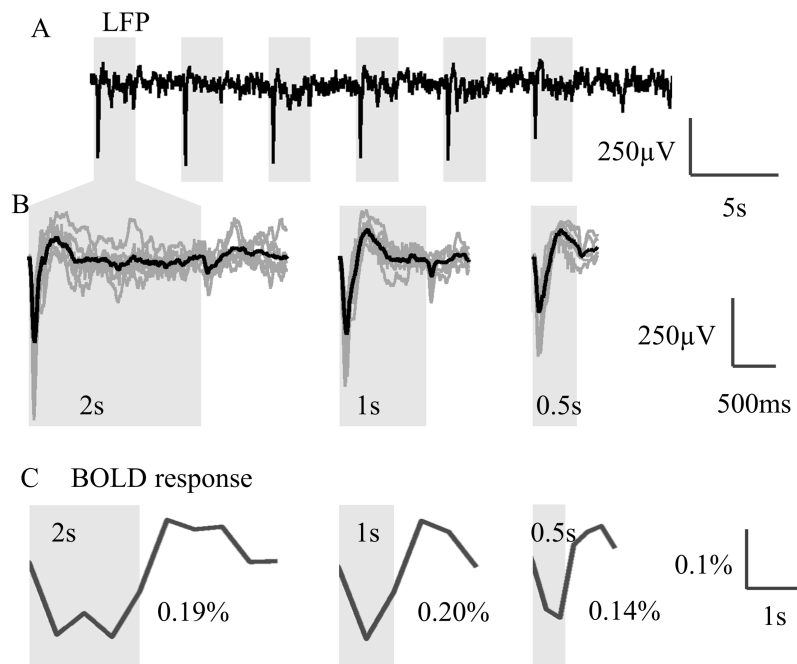 A
LFP
250µV
5s
B
2s
1s
0.5s
250µV
500ms
C BOLD response
2s
1s
0.5s
0.1%
0.19%
0.20%
0.14%
1s